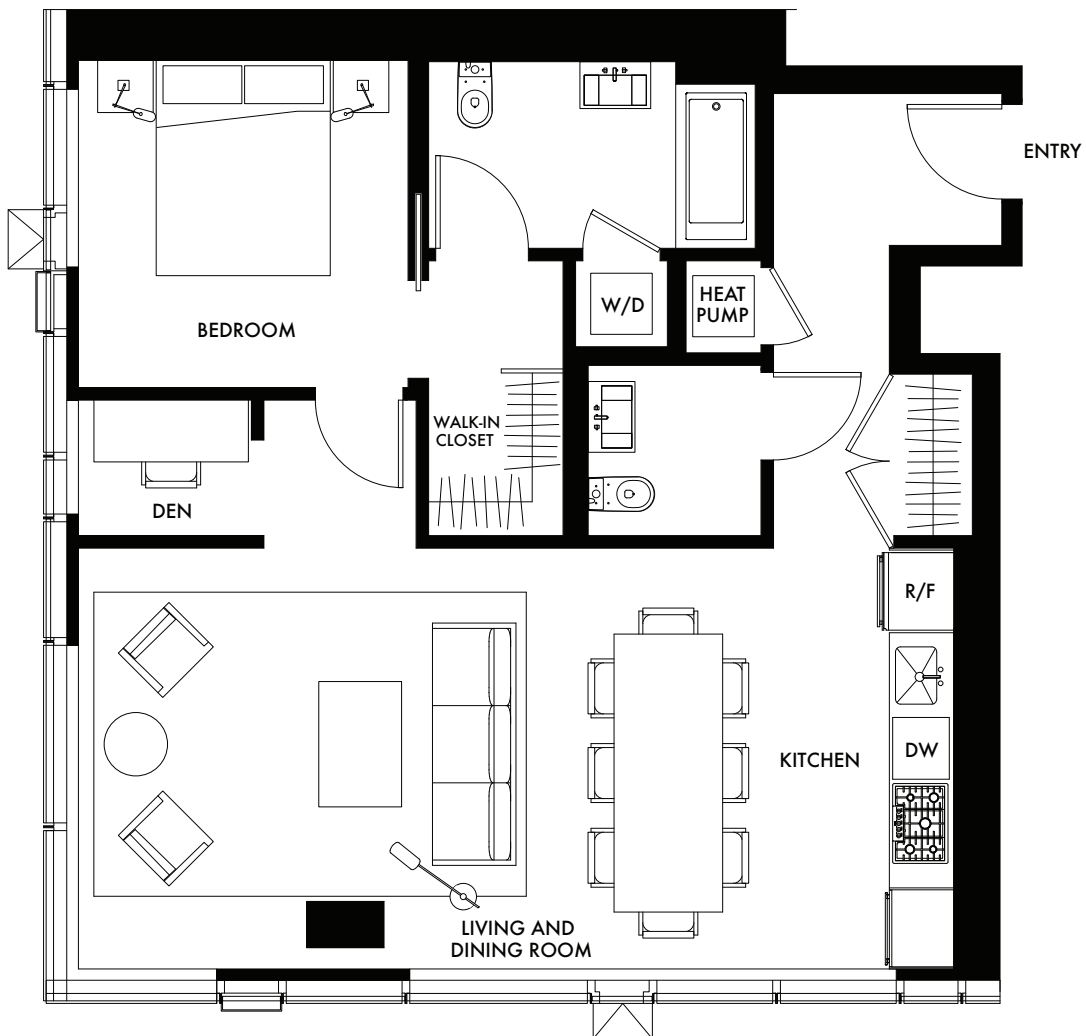 ENTRY
W/D
HEAT
PUMP
BEDROOM
WALK-IN
CLOSET
DEN
R/F
DW
KITCHEN
LIVING AND
DINING ROOM